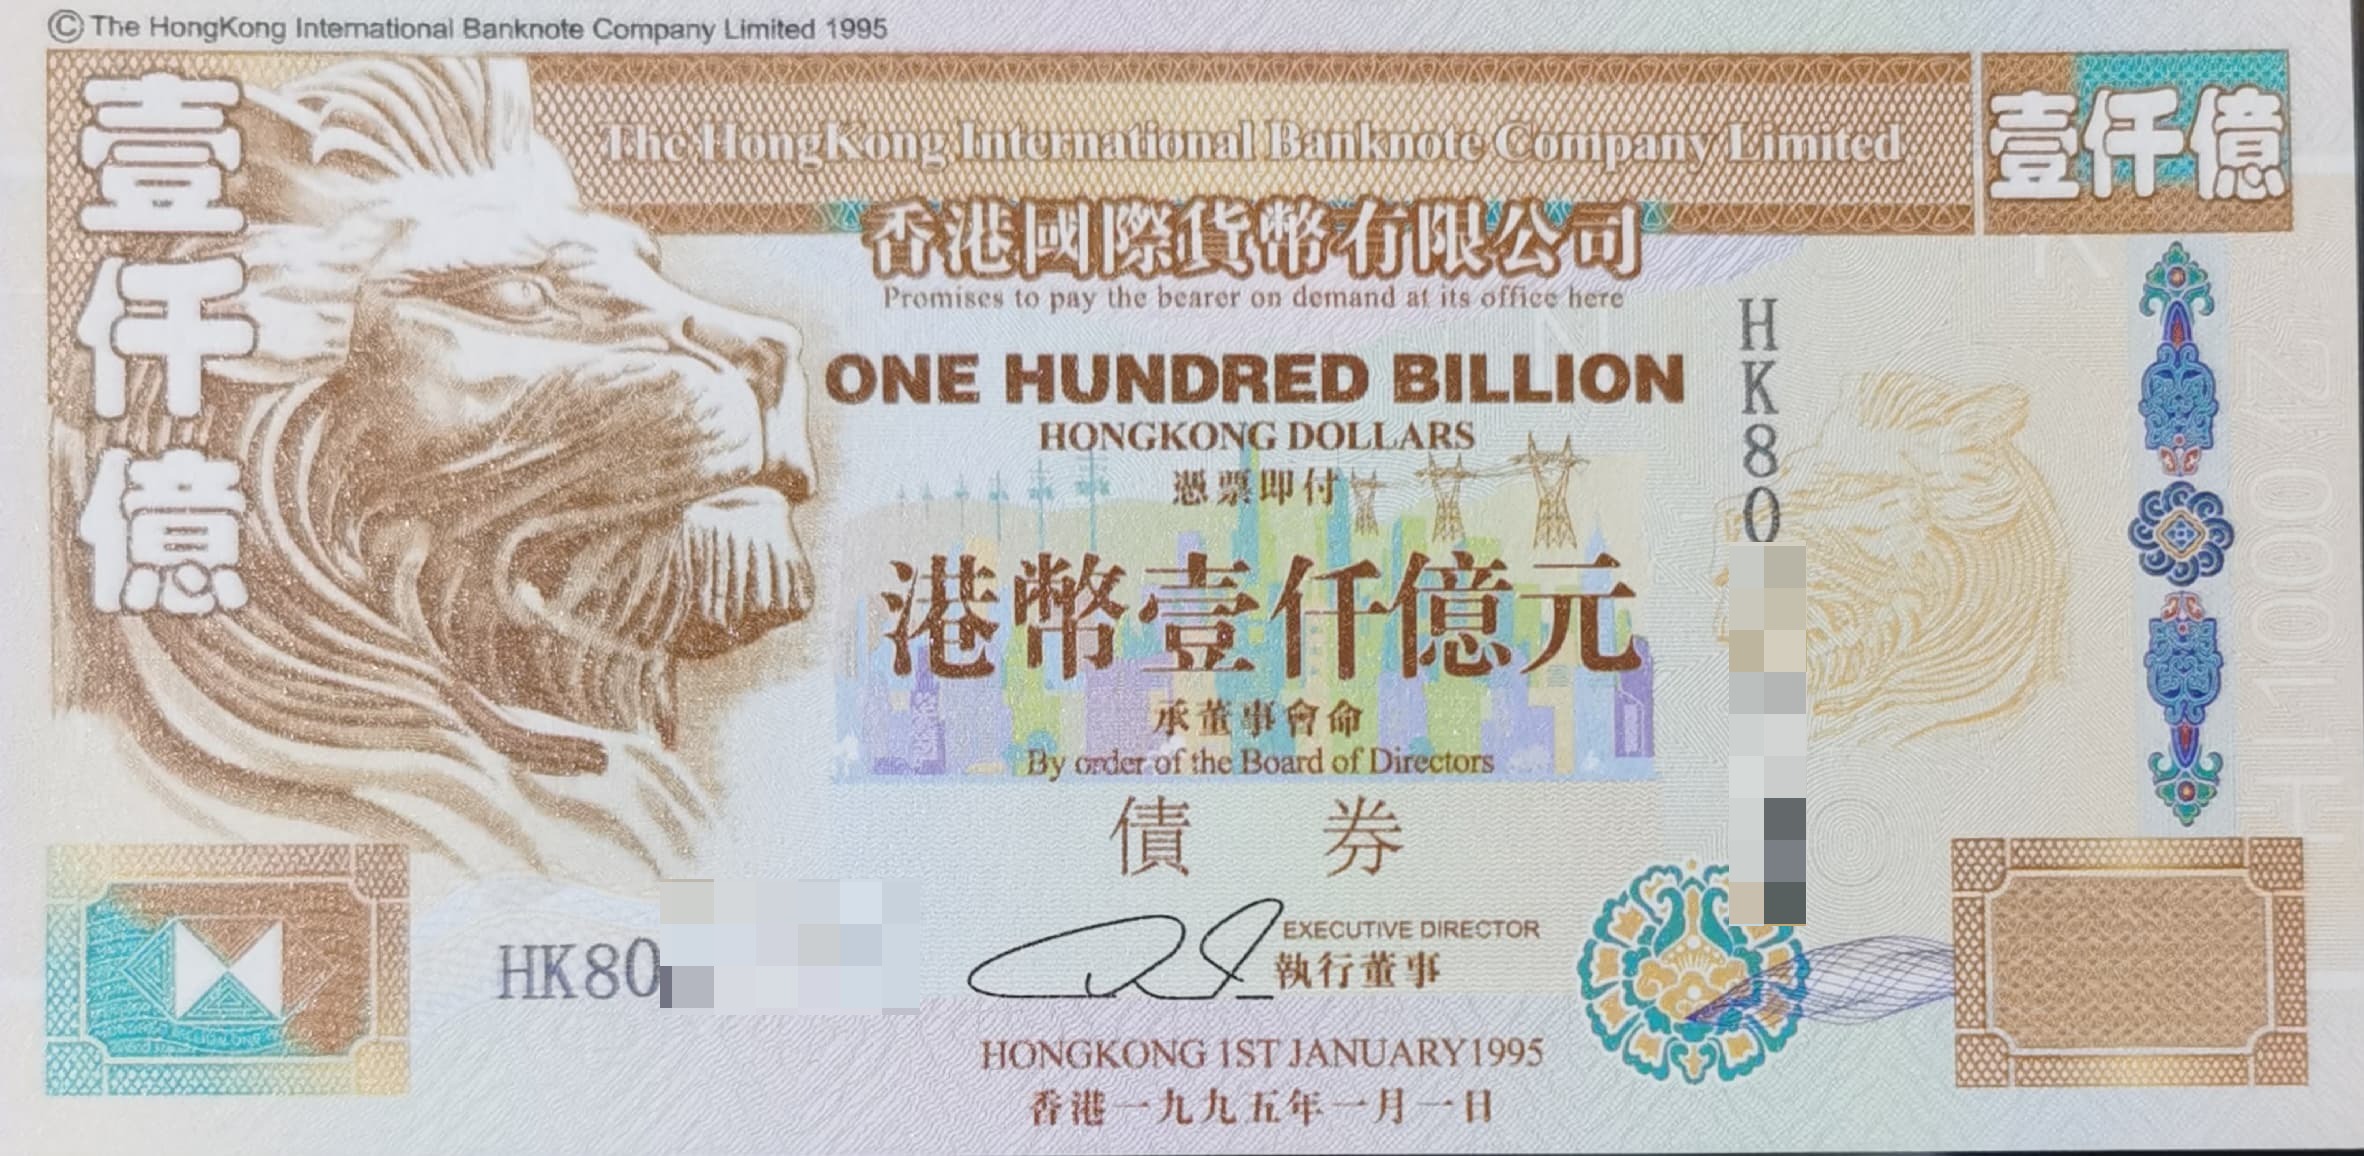 © The HongKong International Banknote Company Limited 1995
壹仟億
The HongKong International Banknote Company Limited
壹仟億
香港國際貨幣有限公司
Promises to pay the bearer on demand at its office here
ONE HUNDRED BILLION
HONGKONG DOLLARS
憑票即付
港幣壹仟億元
承董事會命
By order of the Board of Directors
債 券
HK80
HK80
EXECUTIVE DIRECTOR
執行董事
HONGKONG 1ST JANUARY1995
香港一九九五年一月一日